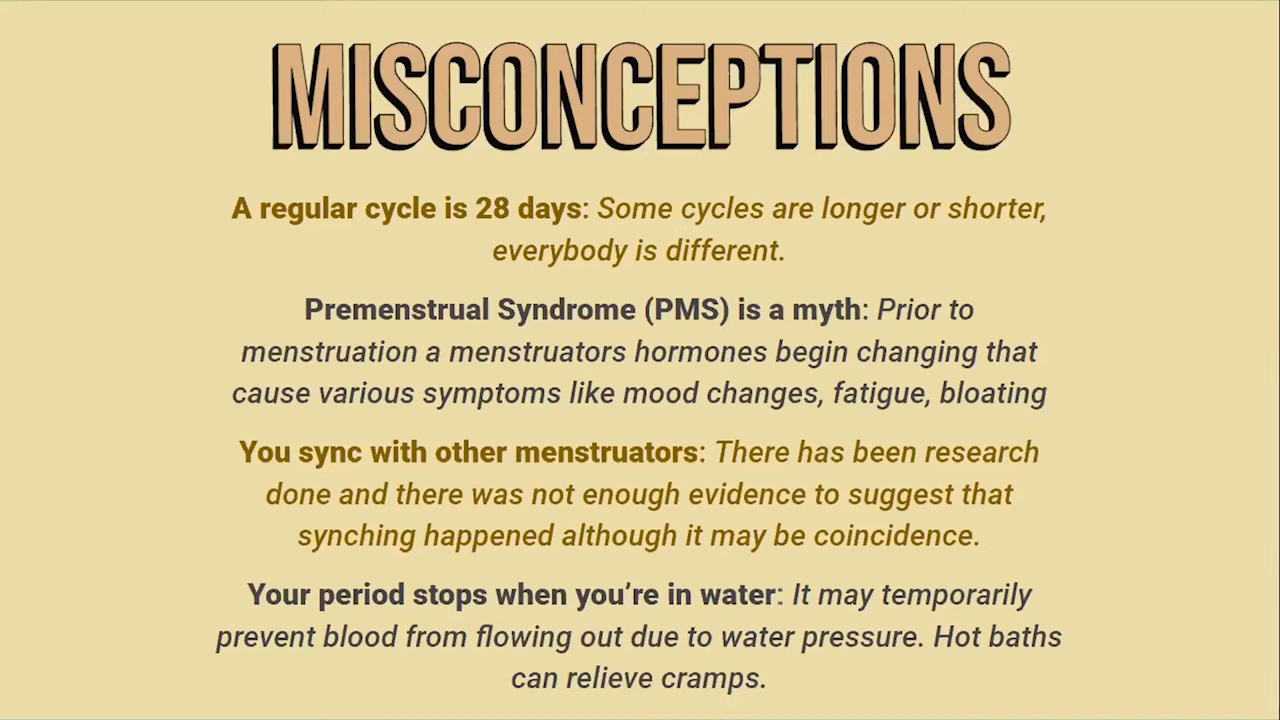 MISCONCEPTIONS
A regular cycle is 28 days: Some cycles are longer or shorter,
everybody is different.
Premenstrual Syndrome (PMS) is a myth: Prior to
menstruation a menstruators hormones begin changing that
cause various symptoms like mood changes, fatigue, bloating
You sync with other menstruators: There has been research
done and there was not enough evidence to suggest that
synching happened although it may be coincidence.
Your period stops when you’re in water: It may temporarily
prevent blood from flowing out due to water pressure. Hot baths
can relieve cramps.